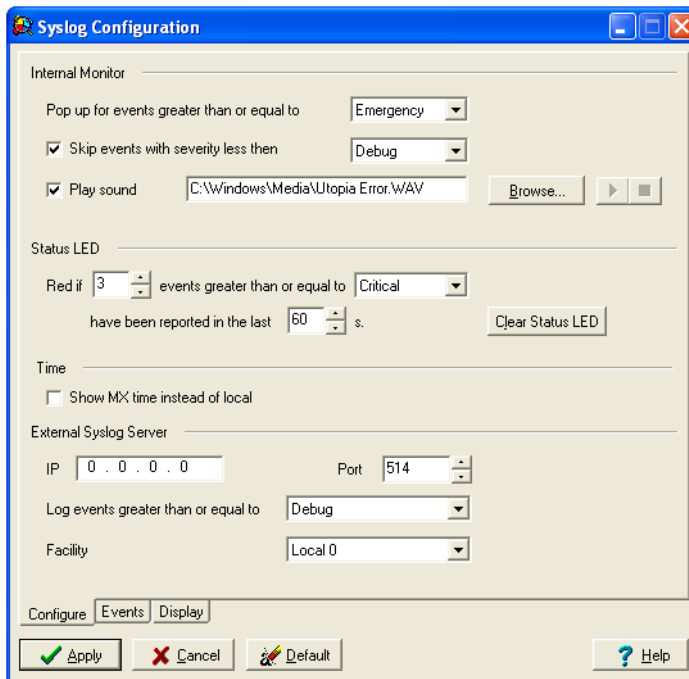 Syslog Configuration
Internal Monitor
Pop up for events greater than or equal to Emergency
Skip events with severity less then Debug
Play sound C:\Windows\Media\Utopia Error.WAV Browse...
Status LED
Red if 3 events greater than or equal to Critical
have been reported in the last 60 s. Clear Status LED
Time
Show MX time instead of local
External Syslog Server
IP 0 . 0 . 0 . 0 Port 514
Log events greater than or equal to Debug
Facility Local 0
Configure Events Display
Apply Cancel Default ? Help